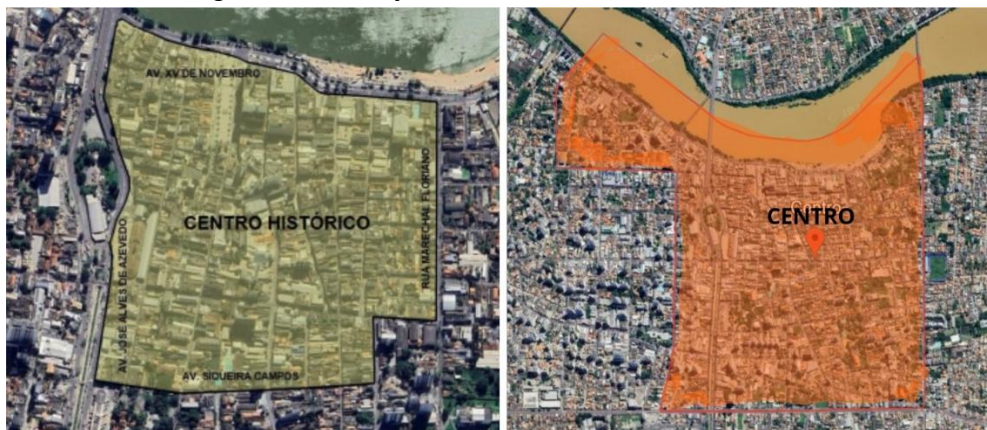 AV. XV DE NOVEMBRO
CENTRO HISTÓRICO
AV. JOSÉ ALVES DE AZEVEDO
RUA MARECHAL FLORIANO
AV. SIQUEIRA CAMPOS
CENTRO